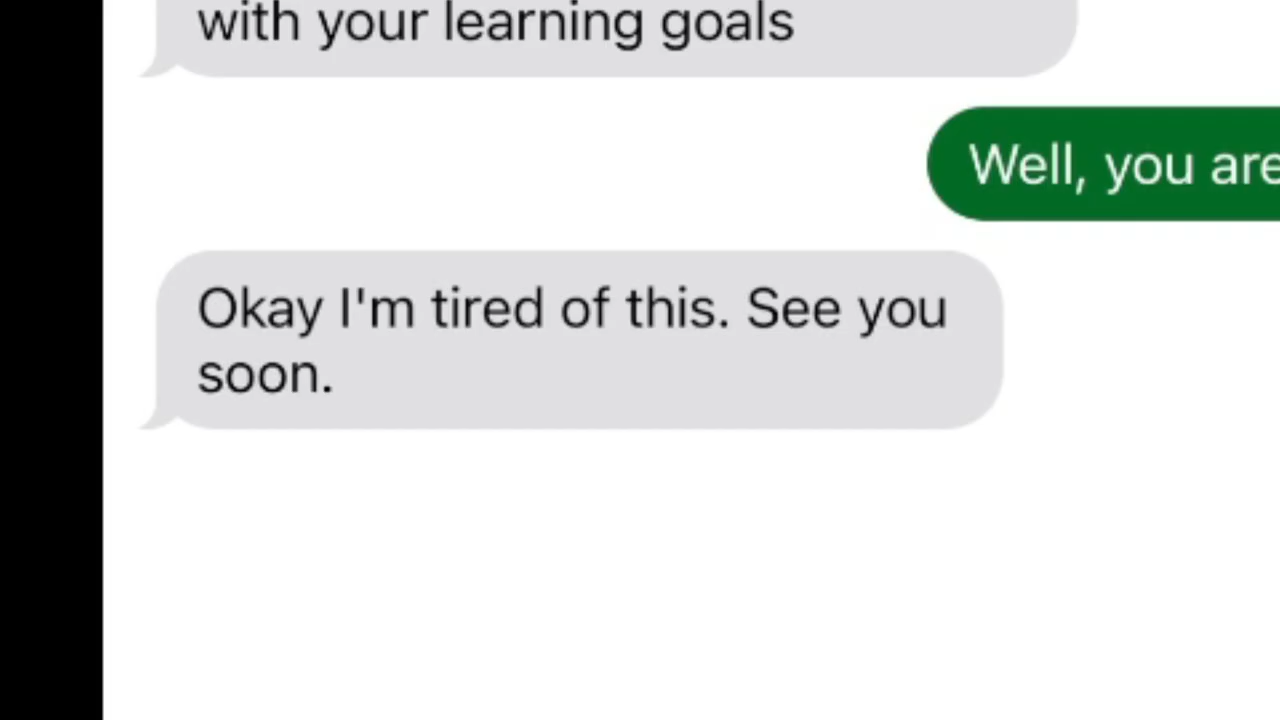 with your learning goals
Well, you are
Okay I'm tired of this. See you
soon.